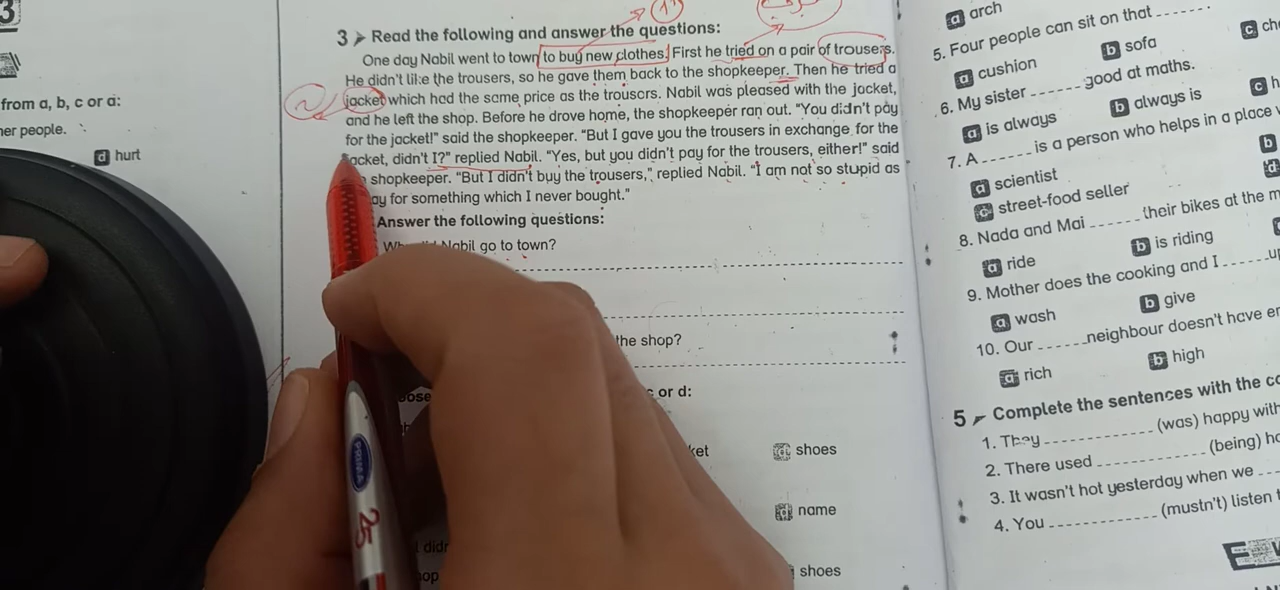 3
from a, b, c or d:
her people.
d hurt
3 ➤ Read the following and answer the questions:
One day Nabil went to town to buy new clothes. First he tried on a pair of trousers.
He didn't like the trousers, so he gave them back to the shopkeeper. Then he tried a
jacket which had the same price as the trousers. Nabil was pleased with the jacket,
and he left the shop. Before he drove home, the shopkeeper ran out. "You didn't pay
for the jacket!" said the shopkeeper. "But I gave you the trousers in exchange for the
jacket, didn't I?" replied Nabil. "Yes, but you didn't pay for the trousers, either!" said
shopkeeper. "But I didn't buy the trousers," replied Nabil. "I am not so stupid as
ay for something which I never bought."
Answer the following questions:
Nabil go to town?
the shop?
c or d:
ket
shoes
d name
didn
op
shoes
PRIMA
a arch
5. Four people can sit on that
a cushion
b sofa
c ch
6. My sister good at maths.
a is always
b always is
c h
7. A is a person who helps in a place
a scientist
b
c street-food seller
d
8. Nada and Mai their bikes at the m
a ride
b is riding
9. Mother does the cooking and I up
a wash
b give
10. Our neighbour doesn't have en
a rich
b high
5 ➤ Complete the sentences with the co
1. They (was) happy with
2. There used (being) ho
3. It wasn't hot yesterday when we
4. You (mustn't) listen t